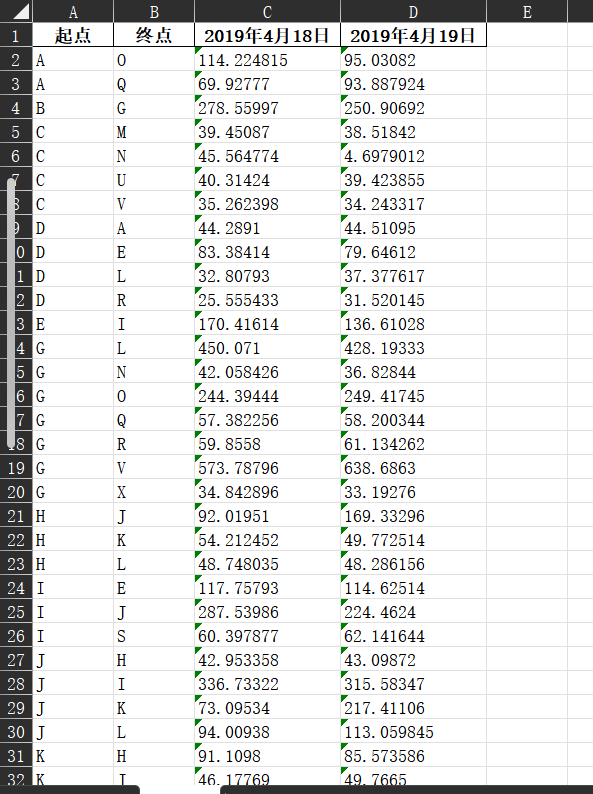 A B C D E
1 起点 终点 2019年4月18日 2019年4月19日
2 A O 114.224815 95.03082
3 A Q 69.92777 93.887924
4 B G 278.55997 250.90692
5 C M 39.45087 38.51842
6 C N 45.564774 4.6979012
7 C U 40.31424 39.423855
8 C V 35.262398 34.243317
9 D A 44.2891 44.51095
0 D E 83.38414 79.64612
1 D L 32.80793 37.377617
2 D R 25.555433 31.520145
3 E I 170.41614 136.61028
4 G L 450.071 428.19333
5 G N 42.058426 36.82844
6 G O 244.39444 249.41745
7 G Q 57.382256 58.200344
18 G R 59.8558 61.134262
19 G V 573.78796 638.6863
20 G X 34.842896 33.19276
21 H J 92.01951 169.33296
22 H K 54.212452 49.772514
23 H L 48.748035 48.286156
24 I E 117.75793 114.62514
25 I J 287.53986 224.4624
26 I S 60.397877 62.141644
27 J H 42.953358 43.09872
28 J I 336.73322 315.58347
29 J K 73.09534 217.41106
30 J L 94.00938 113.059845
31 K H 91.1098 85.573586
32 K 46.17769 49.7665